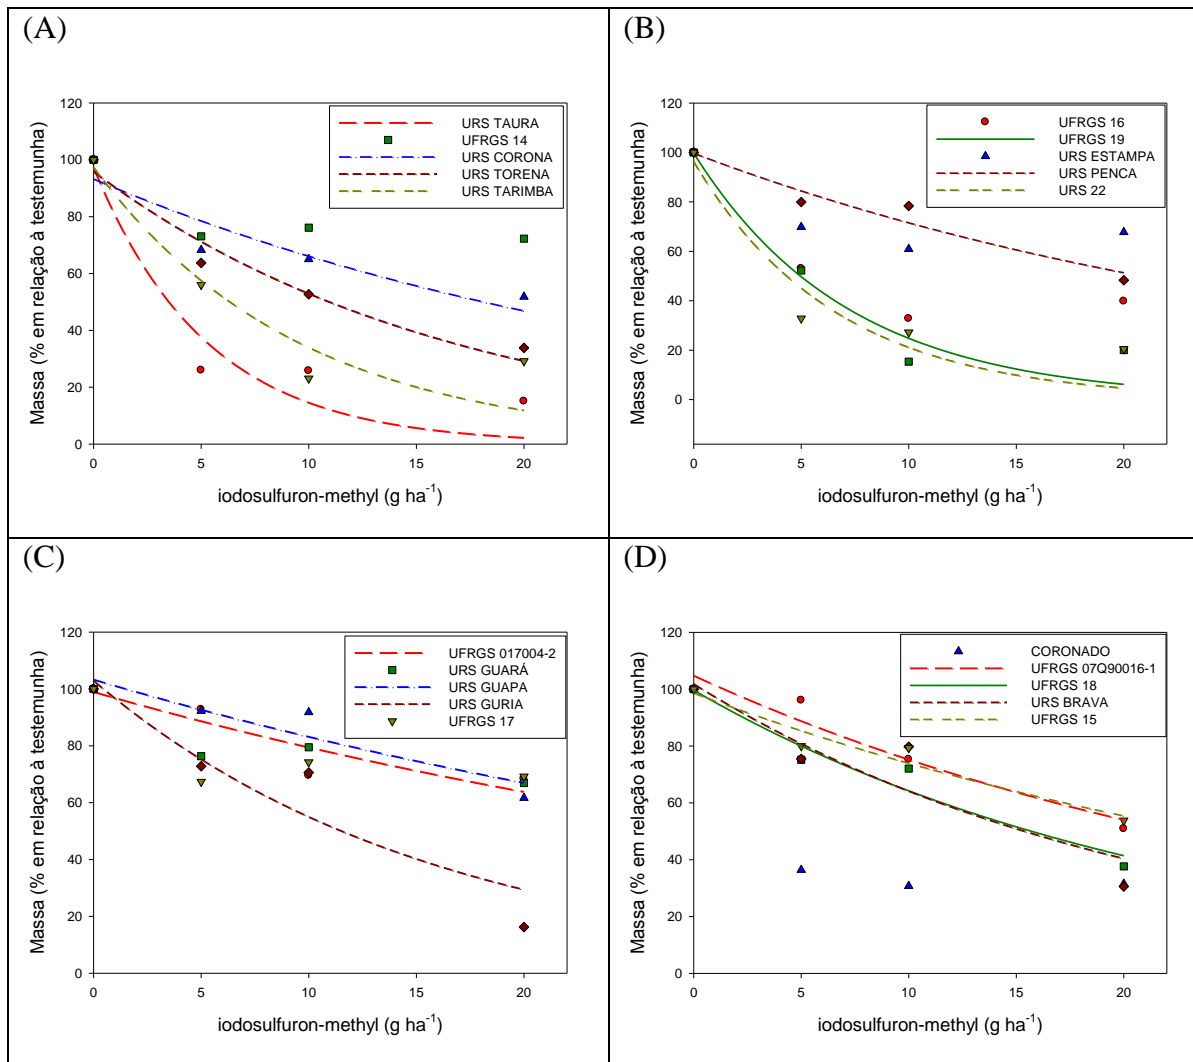 (A)
120
100
80
60
40
20
0
Massa (% em relação à testemunha)
URS TAURA
UFRGS 14
URS CORONA
URS TORENA
URS TARIMBA
0 5 10 15 20
iodosulfuron-methyl (g ha⁻¹)
(B)
120
100
80
60
40
20
0
Massa (% em relação à testemunha)
UFRGS 16
UFRGS 19
URS ESTAMPA
URS PENCA
URS 22
0 5 10 15 20
iodosulfuron-methyl (g ha⁻¹)
(C)
120
100
80
60
40
20
0
Massa (% em relação à testemunha)
UFRGS 017004-2
URS GUARÁ
URS GUAPA
URS GURIA
UFRGS 17
0 5 10 15 20
iodosulfuron-methyl (g ha⁻¹)
(D)
120
100
80
60
40
20
0
Massa (% em relação à testemunha)
CORONADO
UFRGS 07Q90016-1
UFRGS 18
URS BRAVA
UFRGS 15
0 5 10 15 20
iodosulfuron-methyl (g ha⁻¹)